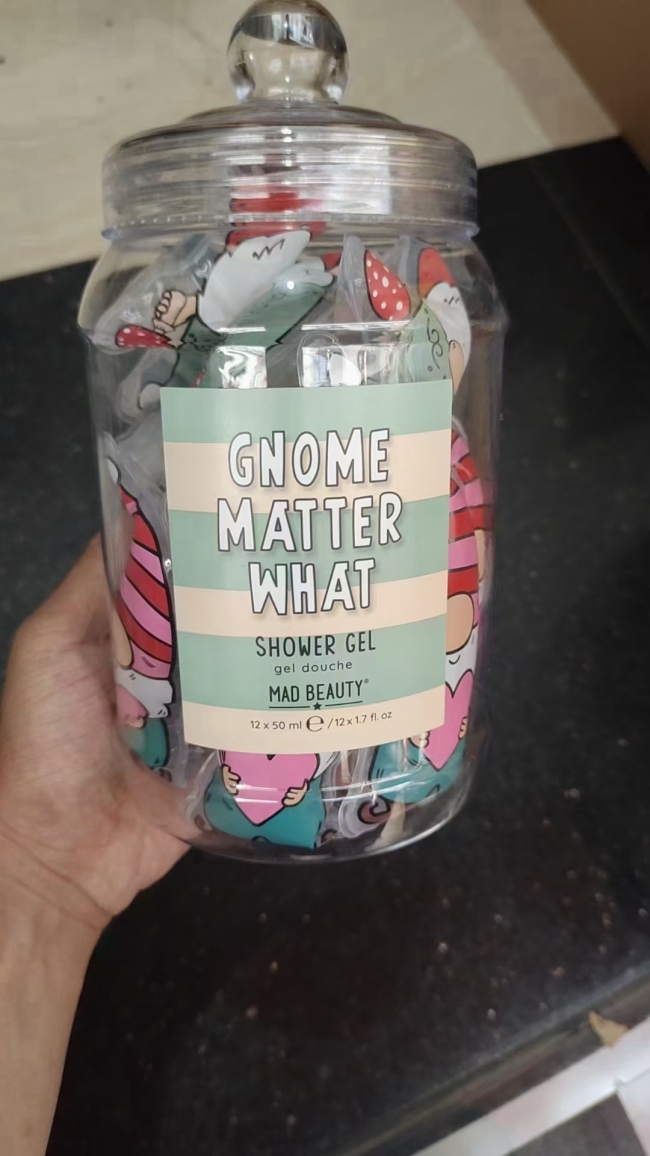 GNOME
MATTER
WHAT
SHOWER GEL
gel douche
MAD BEAUTY®
12 x 50 ml ℮ / 12 x 1.7 fl. oz